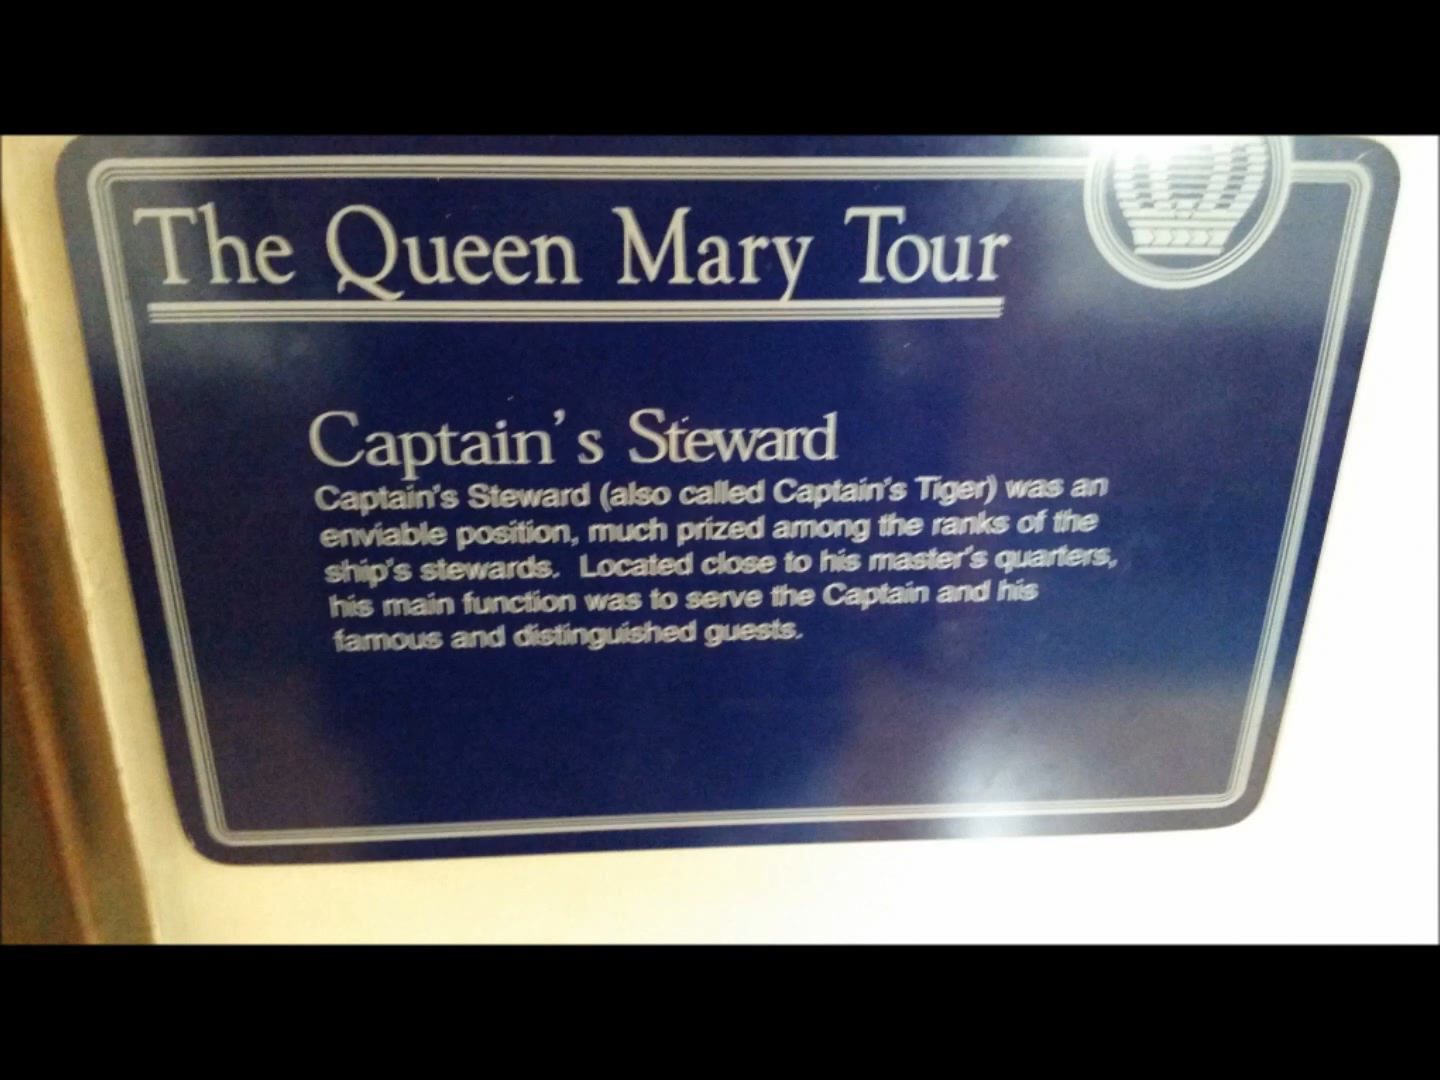 The Queen Mary Tour
Captain's Steward
Captain's Steward (also called Captain's Tiger) was an
enviable position, much prized among the ranks of the
ship's stewards. Located close to his master's quarters,
his main function was to serve the Captain and his
famous and distinguished guests.